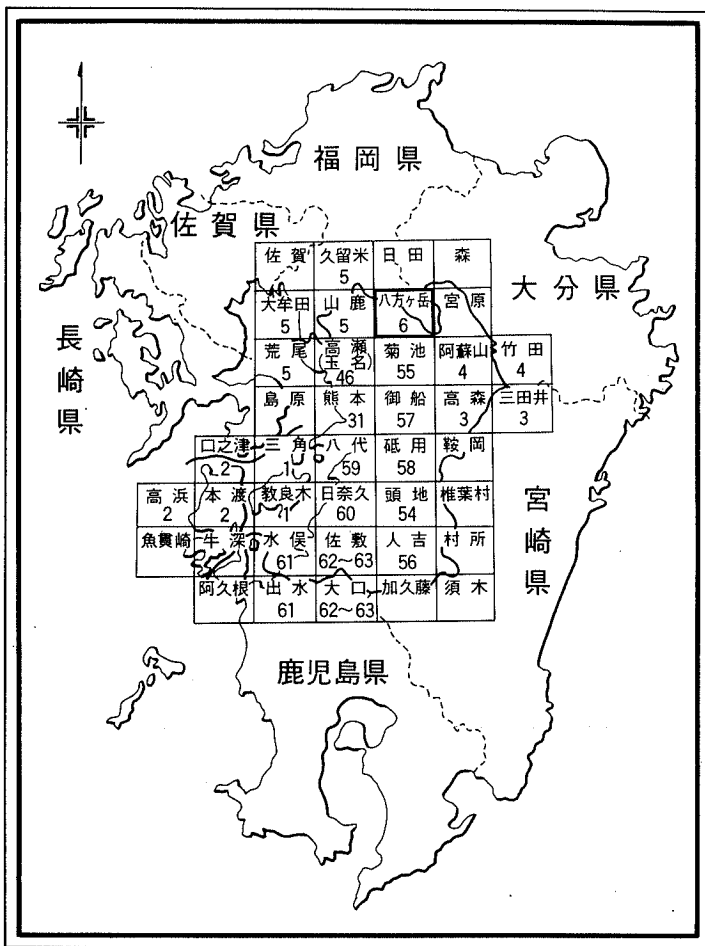 福岡県
佐賀県
大分県
長崎県
宮崎県
鹿児島県
佐賀 久留米 日田 森
5
大牟田 山鹿 八方ヶ岳 宮原
5 5 6
荒尾 高瀬(玉名) 菊池 阿蘇山 竹田
5 46 55 4 4
島原 熊本 御船 高森 三田井
31 57 3 3
口之津 三角 八代 砥用 鞍岡
2 1 59 58
高浜 本渡 教良木 日奈久 頭地 椎葉村
2 2 1 60 54
魚貫崎 牛深 水俣 佐敷 人吉 村所
61 62~63 56
阿久根 出水 大口 加久藤 須木
61 62~63